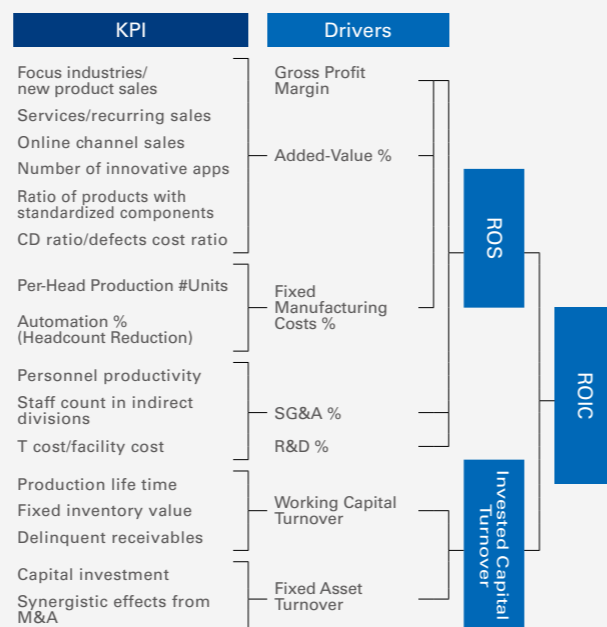 KPI
Drivers
Focus industries/
new product sales
Services/recurring sales
Online channel sales
Number of innovative apps
Ratio of products with
standardized components
CD ratio/defects cost ratio
Gross Profit
Margin
Added-Value %
Per-Head Production #Units
Automation %
(Headcount Reduction)
Fixed
Manufacturing
Costs %
Personnel productivity
Staff count in indirect
divisions
T cost/facility cost
SG&A %
R&D %
ROS
Production life time
Fixed inventory value
Delinquent receivables
Working Capital
Turnover
Capital investment
Synergistic effects from
M&A
Fixed Asset
Turnover
Invested Capital
Turnover
ROIC